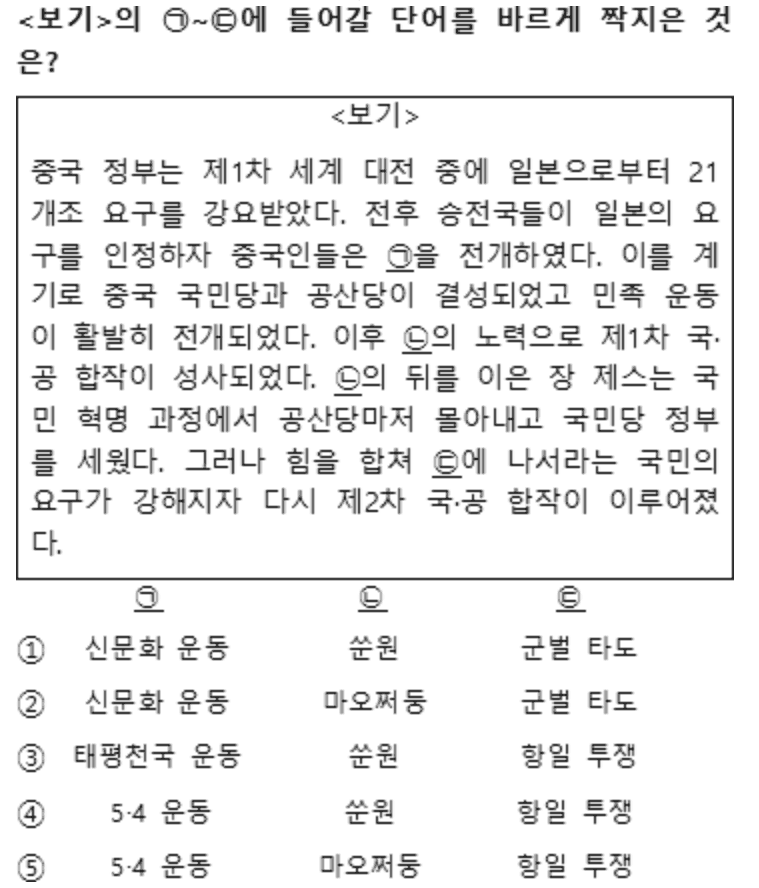 <보기>의 ㉠~㉢에 들어갈 단어를 바르게 짝지은 것
은?
<보기>
중국 정부는 제1차 세계 대전 중에 일본으로부터 21
개조 요구를 강요받았다. 전후 승전국들이 일본의 요
구를 인정하자 중국인들은 ㉠을 전개하였다. 이를 계
기로 중국 국민당과 공산당이 결성되었고 민족 운동
이 활발히 전개되었다. 이후 ㉡의 노력으로 제1차 국·
공 합작이 성사되었다. ㉡의 뒤를 이은 장 제스는 국
민 혁명 과정에서 공산당마저 몰아내고 국민당 정부
를 세웠다. 그러나 힘을 합쳐 ㉢에 나서라는 국민의
요구가 강해지자 다시 제2차 국·공 합작이 이루어졌
다.
㉠ ㉡ ㉢
① 신문화 운동 쑨원 군벌 타도
② 신문화 운동 마오쩌둥 군벌 타도
③ 태평천국 운동 쑨원 항일 투쟁
④ 5·4 운동 쑨원 항일 투쟁
⑤ 5·4 운동 마오쩌둥 항일 투쟁